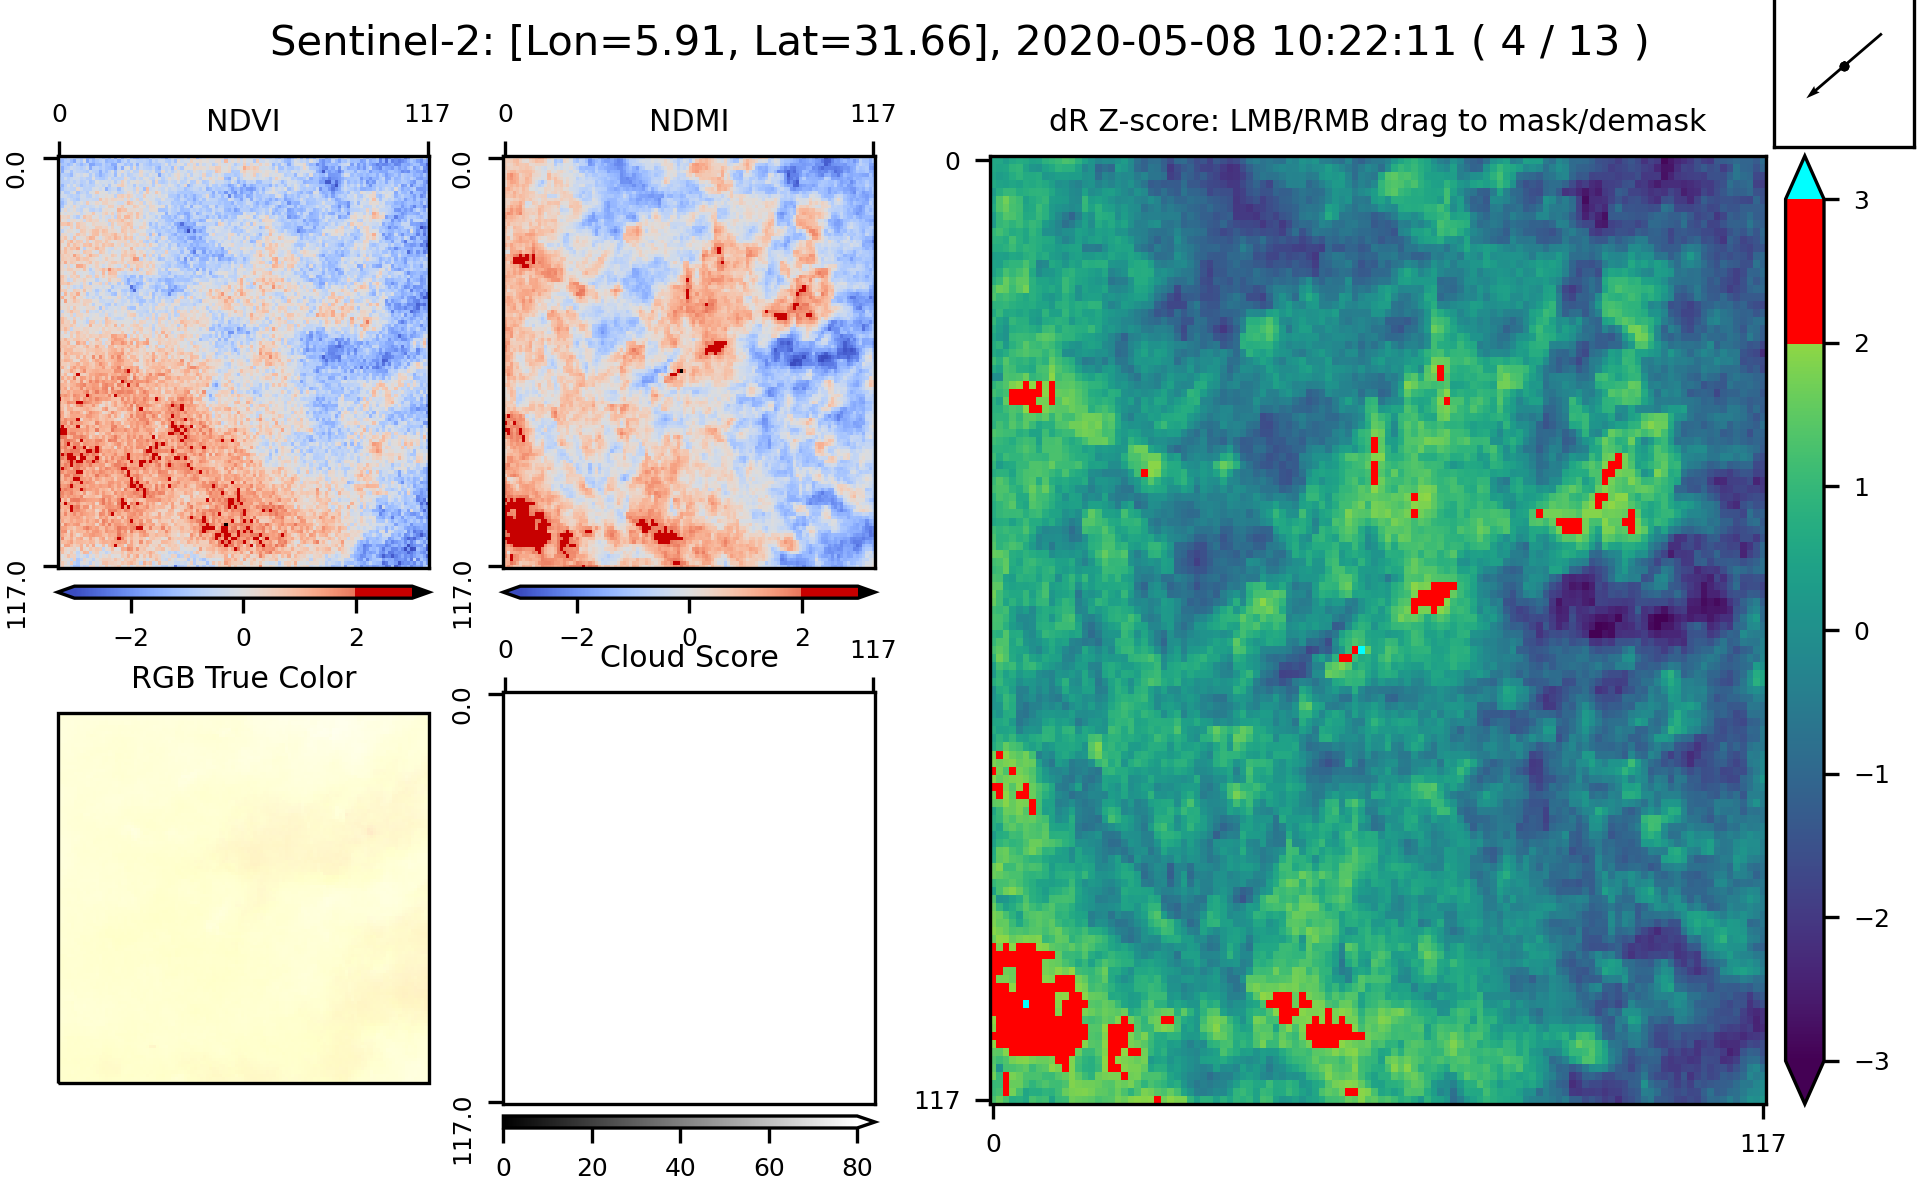 Sentinel-2: [Lon=5.91, Lat=31.66], 2020-05-08 10:22:11 ( 4 / 13 )
0 NDVI 117
0.0
117.0
−2 0 2
0 NDMI 117
0.0
117.0
−2 0 2
RGB True Color
0 Cloud Score 117
0.0
117.0
0 20 40 60 80
dR Z-score: LMB/RMB drag to mask/demask
0
117
0 117
3
2
1
0
−1
−2
−3